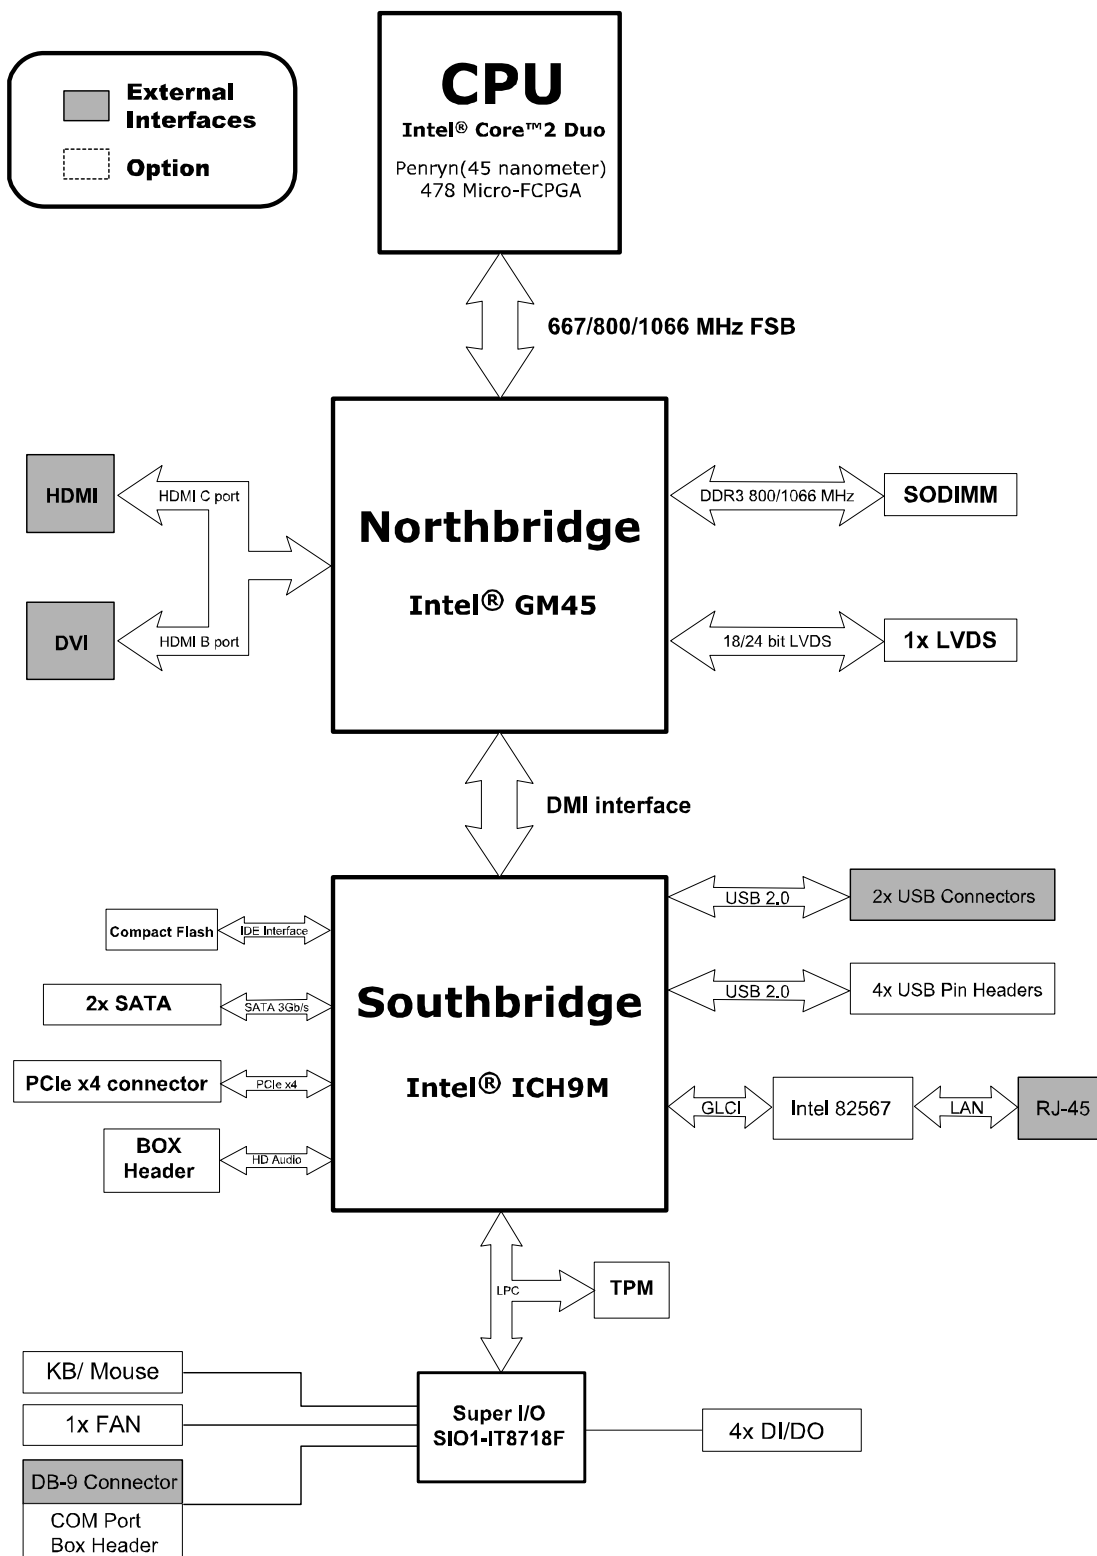 External
Interfaces
Option
CPU
Intel® Core™2 Duo
Penryn(45 nanometer)
478 Micro-FCPGA
667/800/1066 MHz FSB
HDMI
HDMI C port
DVI
HDMI B port
Northbridge
Intel® GM45
DDR3 800/1066 MHz
SODIMM
18/24 bit LVDS
1x LVDS
DMI interface
Compact Flash
IDE Interface
2x SATA
SATA 3Gb/s
PCIe x4 connector
PCIe x4
BOX
Header
HD Audio
Southbridge
Intel® ICH9M
USB 2.0
2x USB Connectors
USB 2.0
4x USB Pin Headers
GLCI
Intel 82567
LAN
RJ-45
LPC
TPM
KB/ Mouse
1x FAN
DB-9 Connector
COM Port
Box Header
Super I/O
SIO1-IT8718F
4x DI/DO